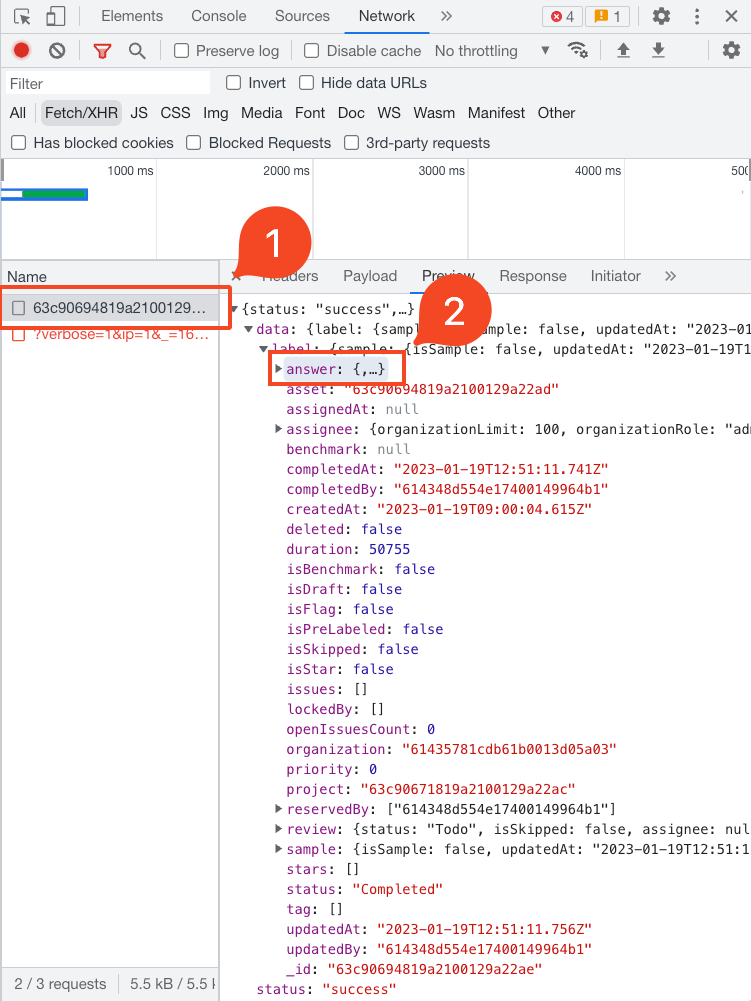 Elements Console Sources Network 4 1
Preserve log Disable cache No throttling
Filter Invert Hide data URLs
All Fetch/XHR JS CSS Img Media Font Doc WS Wasm Manifest Other
Has blocked cookies Blocked Requests 3rd-party requests
1000 ms 2000 ms 3000 ms 4000 ms 500
1
Name Headers Payload Preview Response Initiator
2
63c90694819a2100129… {status: "success",…}
?verbose=1&ip=1&_=16… data: {label: {sample: false, updatedAt: "2023-01
label: {sample: {isSample: false, updatedAt: "2023-01-19T1
answer: {,…}
asset: "63c90694819a2100129a22ad"
assignedAt: null
assignee: {organizationLimit: 100, organizationRole: "adm
benchmark: null
completedAt: "2023-01-19T12:51:11.741Z"
completedBy: "614348d554e17400149964b1"
createdAt: "2023-01-19T09:00:04.615Z"
deleted: false
duration: 50755
isBenchmark: false
isDraft: false
isFlag: false
isPreLabeled: false
isSkipped: false
isStar: false
issues: []
lockedBy: []
openIssuesCount: 0
organization: "61435781cdb61b0013d05a03"
priority: 0
project: "63c90671819a2100129a22ac"
reservedBy: ["614348d554e17400149964b1"]
review: {status: "Todo", isSkipped: false, assignee: nul
sample: {isSample: false, updatedAt: "2023-01-19T12:51:1
stars: []
status: "Completed"
tag: []
updatedAt: "2023-01-19T12:51:11.756Z"
updatedBy: "614348d554e17400149964b1"
_id: "63c90694819a2100129a22ae"
status: "success"
2 / 3 requests 5.5 kB / 5.5 k